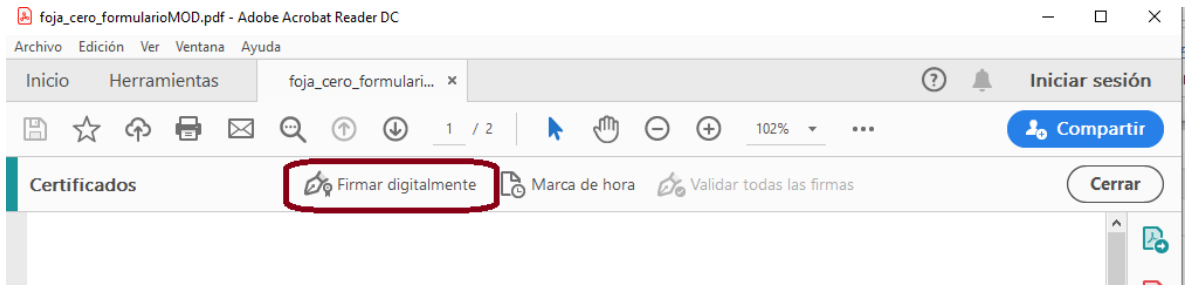 foja_cero_formularioMOD.pdf - Adobe Acrobat Reader DC
Archivo Edición Ver Ventana Ayuda
Inicio Herramientas foja_cero_formulari... × Iniciar sesión
1 / 2 102% Compartir
Certificados Firmar digitalmente Marca de hora Validar todas las firmas Cerrar